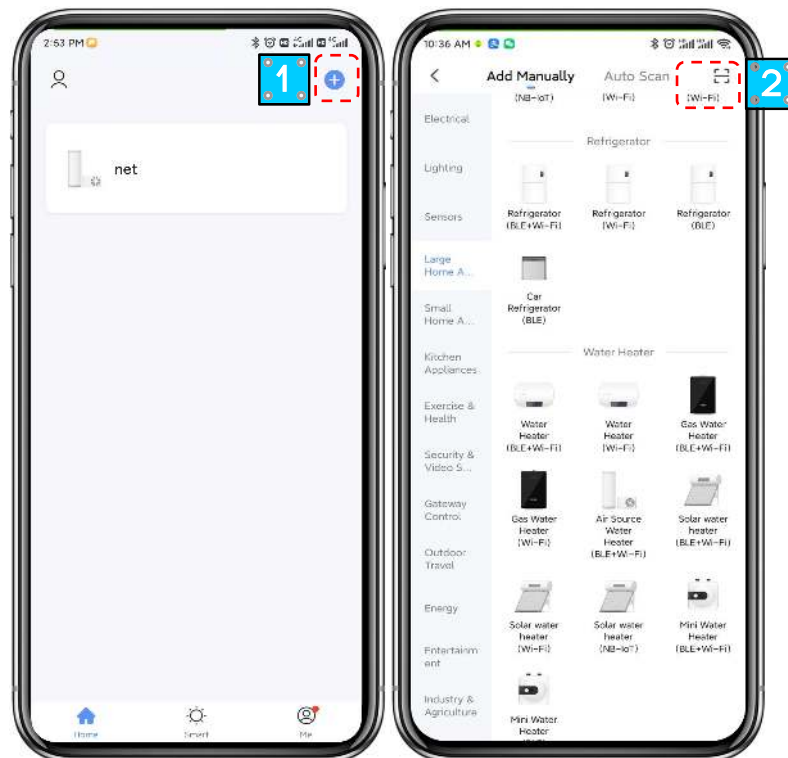 2:53 PM
1
net
Home
Smart
Me
10:36 AM
2
Add Manually
Auto Scan
(NB-IoT)
(Wi-Fi)
(Wi-Fi)
Electrical
Lighting
Sensors
Large
Home A...
Small
Home A...
Kitchen
Appliances
Exercise &
Health
Security &
Video S...
Gateway
Control
Outdoor
Travel
Energy
Entertainm
ent
Industry &
Agriculture
Refrigerator
Refrigerator
(BLE+Wi-Fi)
Refrigerator
(Wi-Fi)
Refrigerator
(BLE)
Car
Refrigerator
(BLE)
Water Heater
Water
Heater
(BLE+Wi-Fi)
Water
Heater
(Wi-Fi)
Gas Water
Heater
(BLE+Wi-Fi)
Gas Water
Heater
(Wi-Fi)
Air Source
Water
Heater
(BLE+Wi-Fi)
Solar water
heater
(BLE+Wi-Fi)
Solar water
heater
(Wi-Fi)
Solar water
heater
(NB-IoT)
Mini Water
Heater
(BLE+Wi-Fi)
Mini Water
Heater